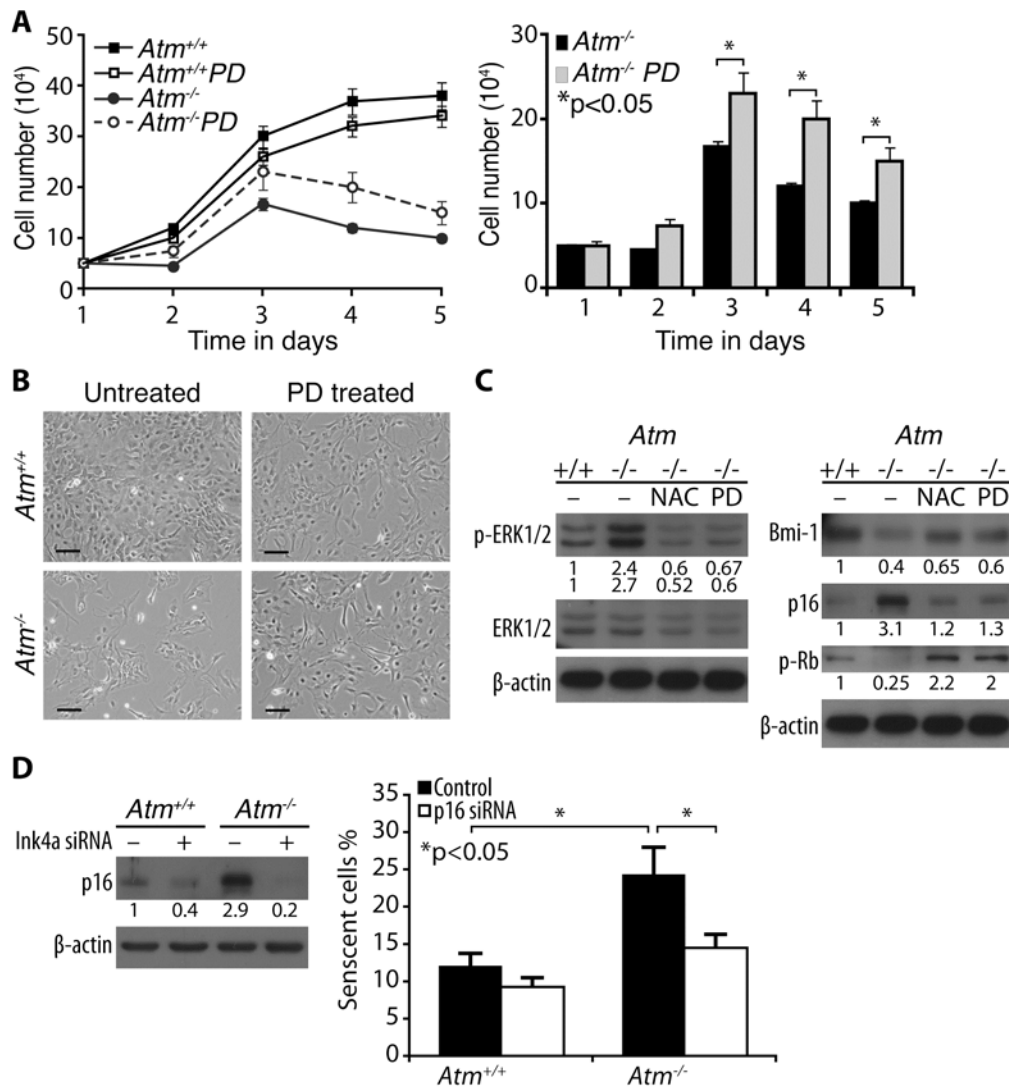 A
Atm+/+
Atm+/+PD
Atm-/-
Atm-/-PD
Cell number (10⁴)
50
40
30
20
10
0
1 2 3 4 5
Time in days
Atm-/-
Atm-/- PD
*p<0.05
* * *
Cell number (10⁴)
30
20
10
0
1 2 3 4 5
Time in days
B
Untreated PD treated
Atm+/+
Atm-/-
C
Atm
+/+ -/- -/- -/-
– – NAC PD
p-ERK1/2
1 2.4 0.6 0.67
1 2.7 0.52 0.6
ERK1/2
β-actin
Atm
+/+ -/- -/- -/-
– – NAC PD
Bmi-1
1 0.4 0.65 0.6
p16
1 3.1 1.2 1.3
p-Rb
1 0.25 2.2 2
β-actin
D
Atm+/+ Atm-/-
Ink4a siRNA – + – +
p16
1 0.4 2.9 0.2
β-actin
Control
p16 siRNA
*p<0.05
* *
Senscent cells %
35
30
25
20
15
10
5
0
Atm+/+ Atm-/-